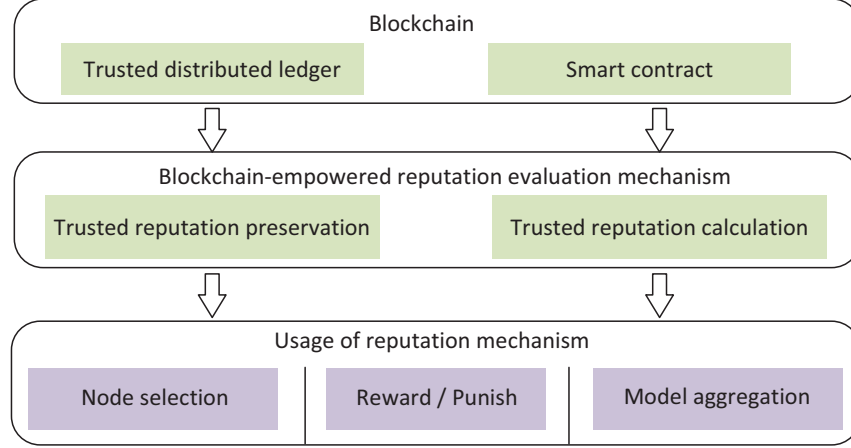 Blockchain
Trusted distributed ledger
Smart contract
Blockchain-empowered reputation evaluation mechanism
Trusted reputation preservation
Trusted reputation calculation
Usage of reputation mechanism
Node selection
Reward / Punish
Model aggregation